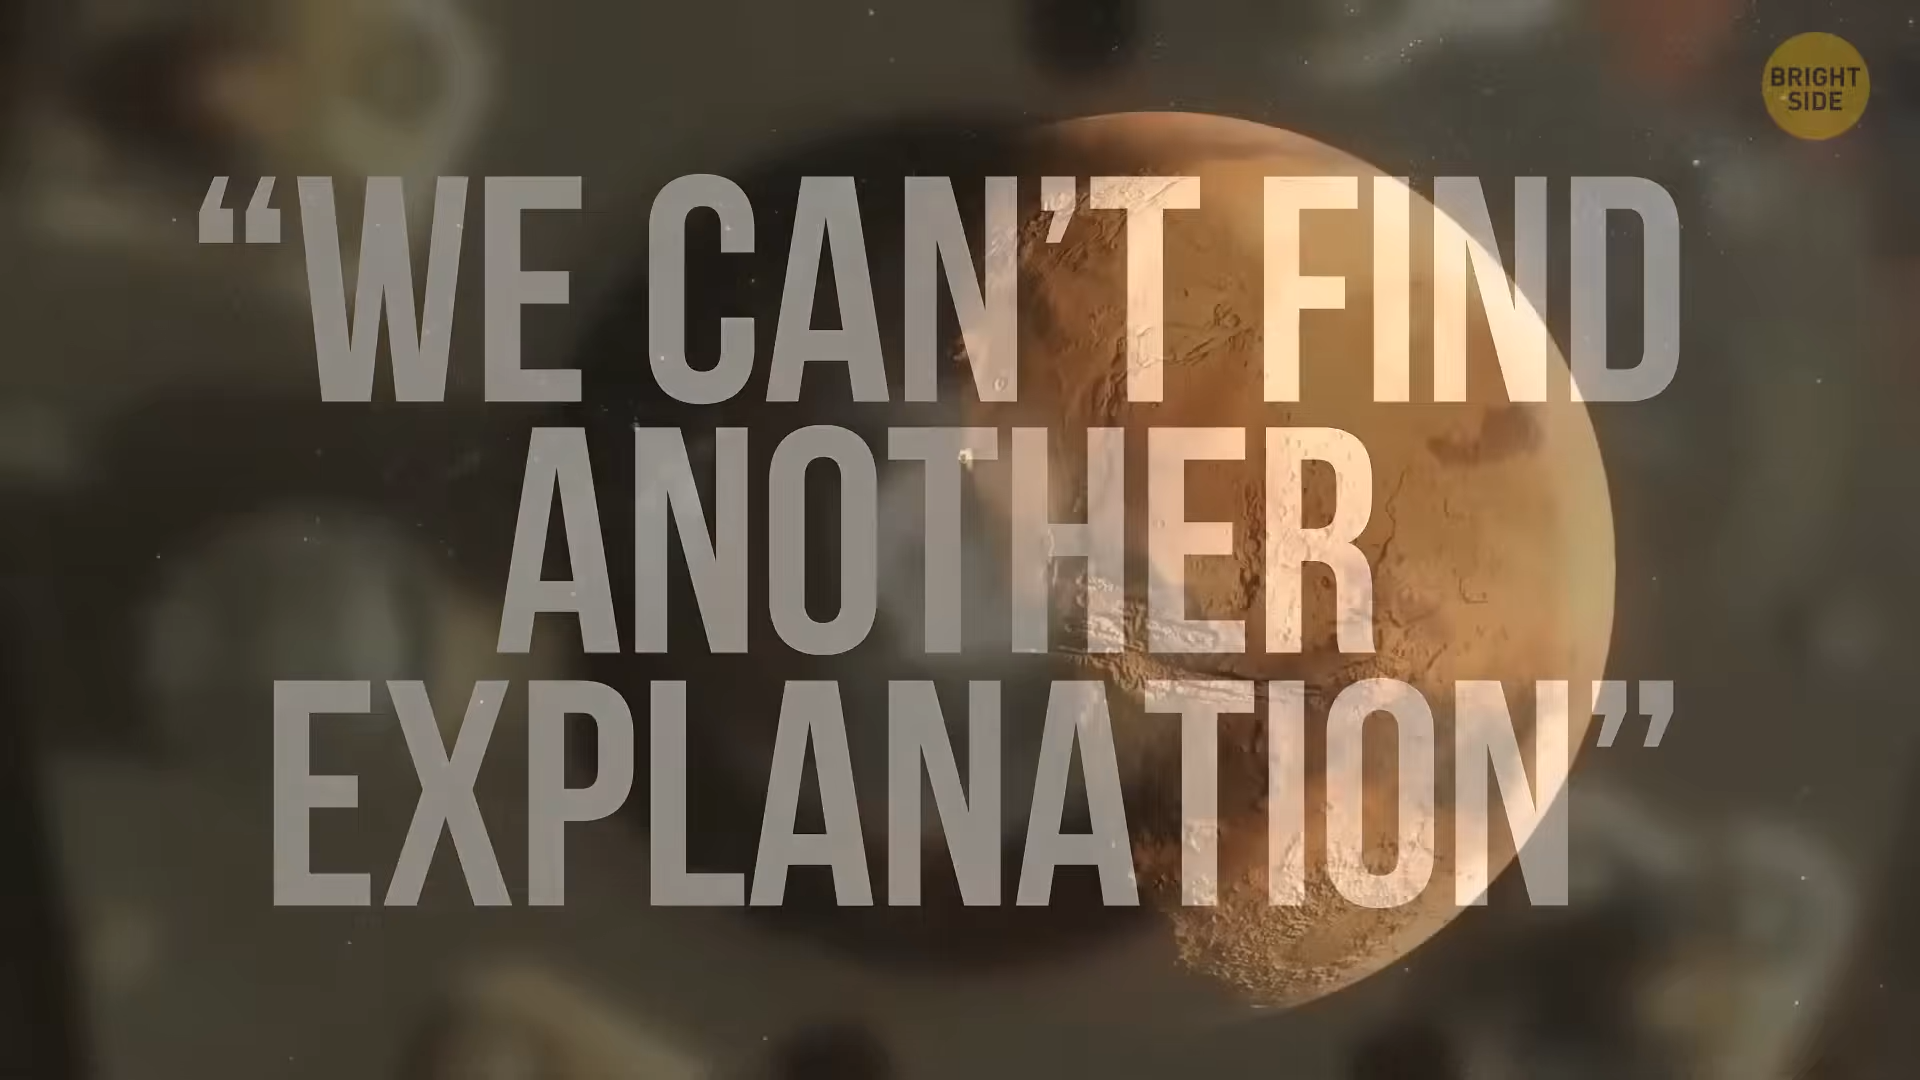 BRIGHT
SIDE
“WE CAN’T FIND
ANOTHER
EXPLANATION”